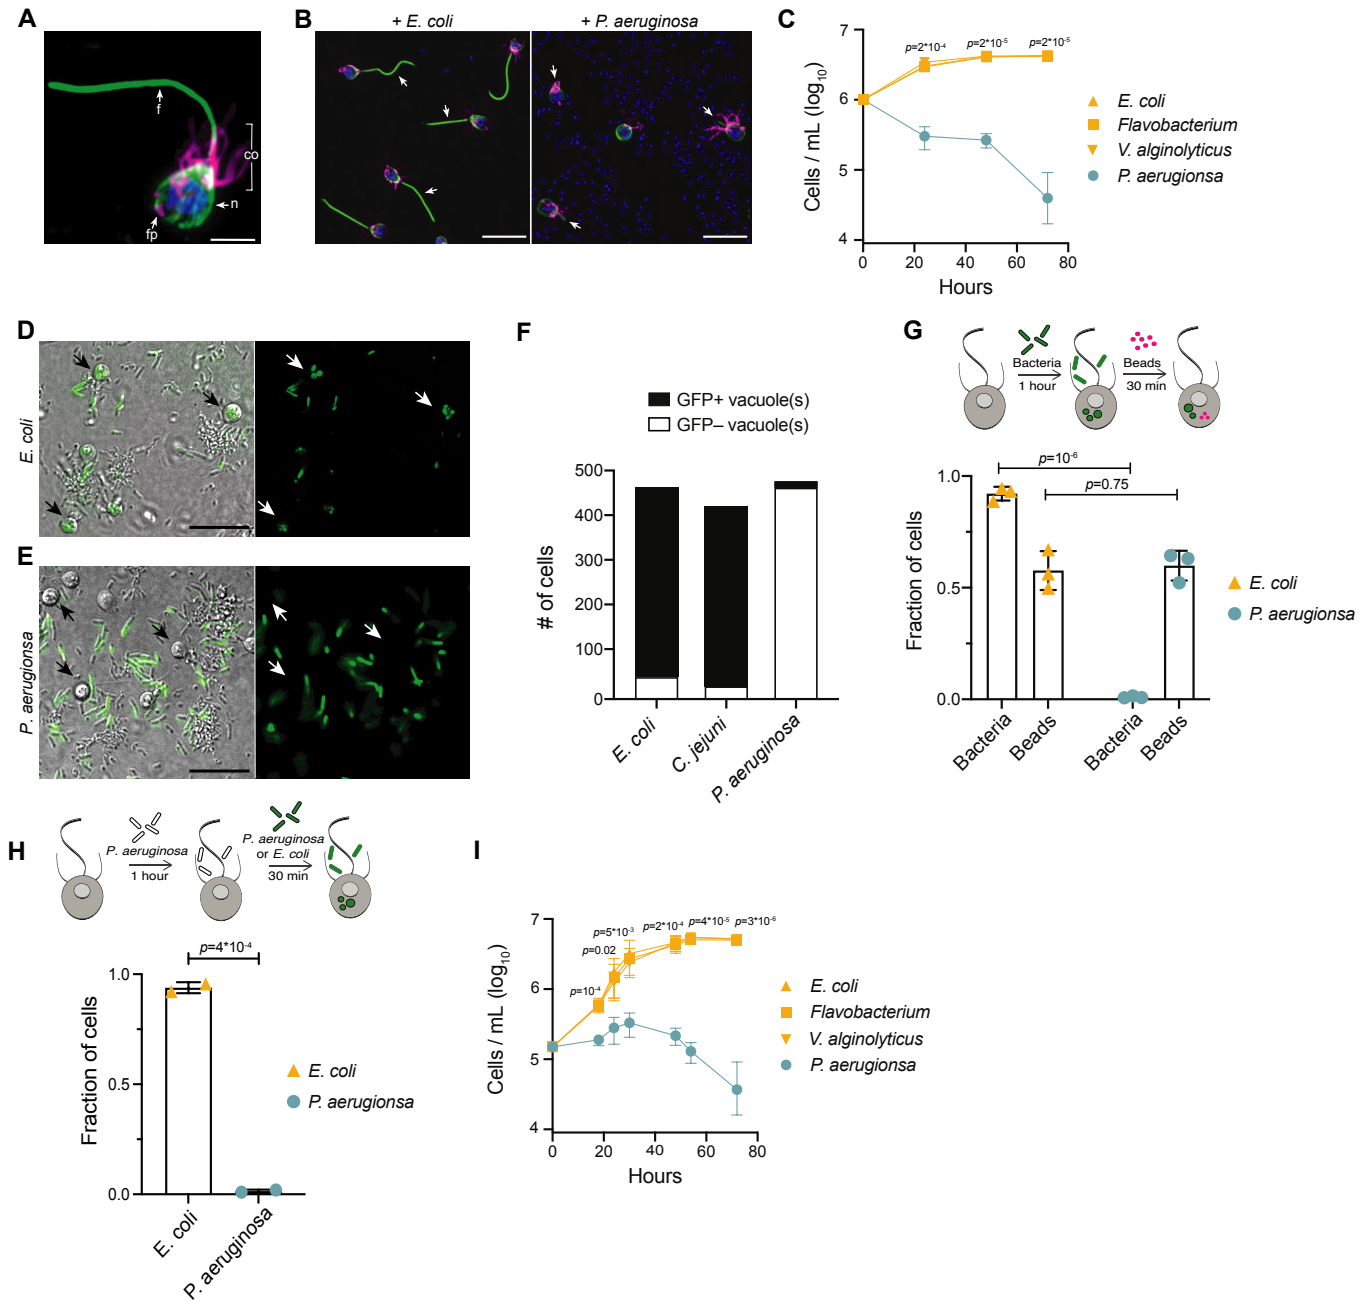 A
f
co
n
fp
B
+ E. coli
+ P. aeruginosa
C
7
6
5
4
Cells / mL (log10)
p=2*10-4
p=2*10-5
p=2*10-5
0
20
40
60
80
Hours
E. coli
Flavobacterium
V. alginolyticus
P. aerugionsa
D
E. coli
E
P. aerugionsa
F
GFP+ vacuole(s)
GFP– vacuole(s)
500
400
300
200
100
0
# of cells
E. coli
C. jejuni
P. aeruginosa
G
Bacteria
1 hour
Beads
30 min
1.0
0.5
0.0
Fraction of cells
p=10-6
p=0.75
Bacteria
Beads
Bacteria
Beads
E. coli
P. aerugionsa
H
P. aeruginosa
1 hour
P. aeruginosa
or E. coli
30 min
p=4*10-4
1.0
0.5
0.0
Fraction of cells
E. coli
P. aeruginosa
E. coli
P. aerugionsa
I
7
6
5
4
Cells / mL (log10)
p=10-4
p=0.02
p=5*10-3
p=2*10-4
p=4*10-5
p=3*10-6
0
20
40
60
80
Hours
E. coli
Flavobacterium
V. alginolyticus
P. aerugionsa